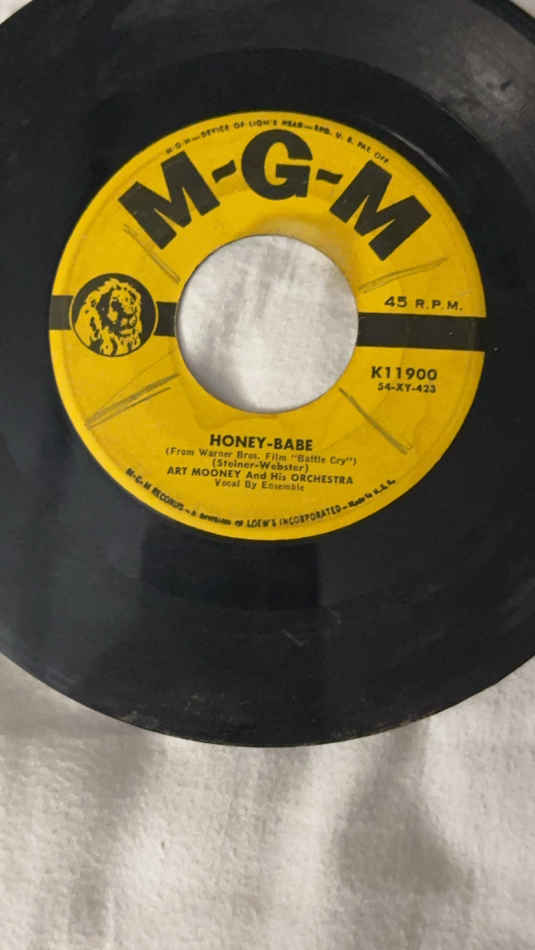 M-G-M—DEVICE OF LION'S HEAD—REG. U. S. PAT. OFF.
M-G-M
45 R.P.M.
K11900
54-XY-423
HONEY-BABE
(From Warner Bros. Film "Battle Cry")
(Steiner-Webster)
ART MOONEY And His ORCHESTRA
Vocal By Ensemble
M-G-M RECORDS—A DIVISION OF LOEW'S INCORPORATED—Made in U.S.A.